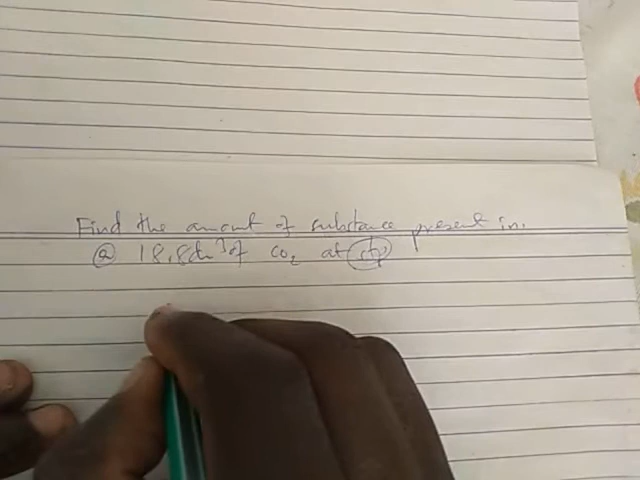 Find the amount of substance present in.
(a) 18.8dm³ of CO₂ at stp